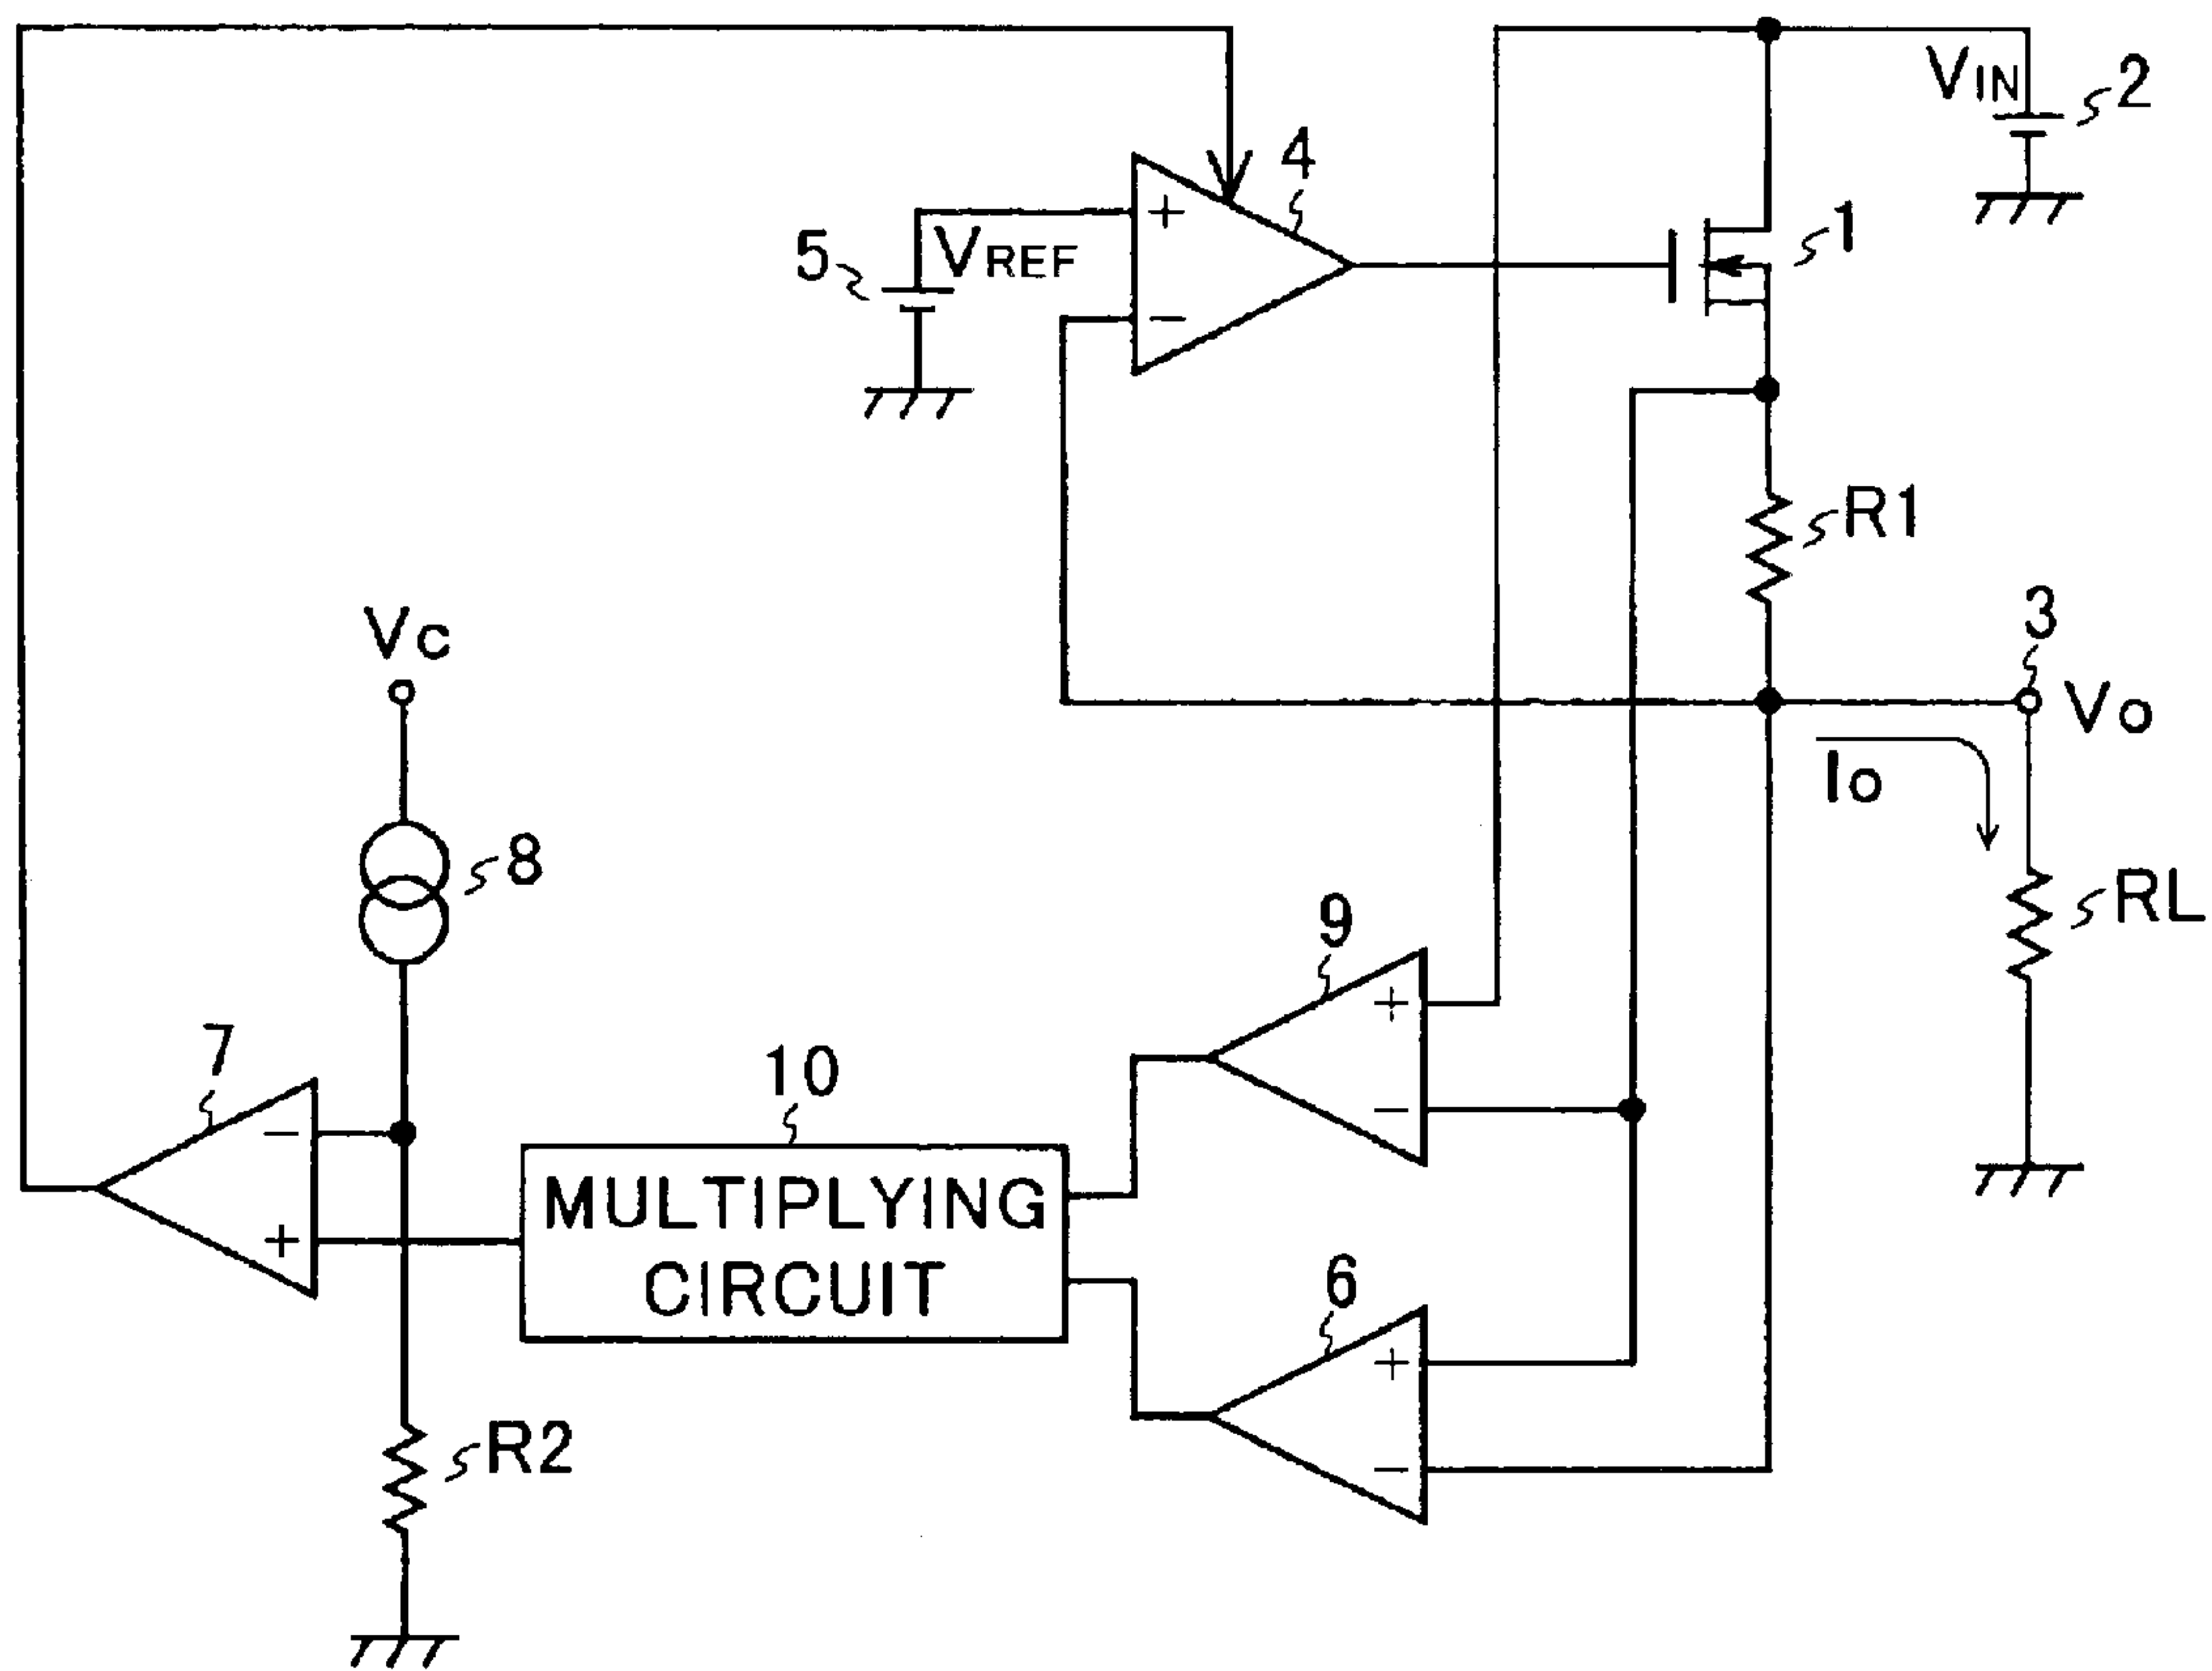 VIN
2
4
1
5
VREF
+
−
R1
3
Vc
Vo
Io
8
RL
9
+
−
7
10
−
+
MULTIPLYING
CIRCUIT
6
+
−
R2